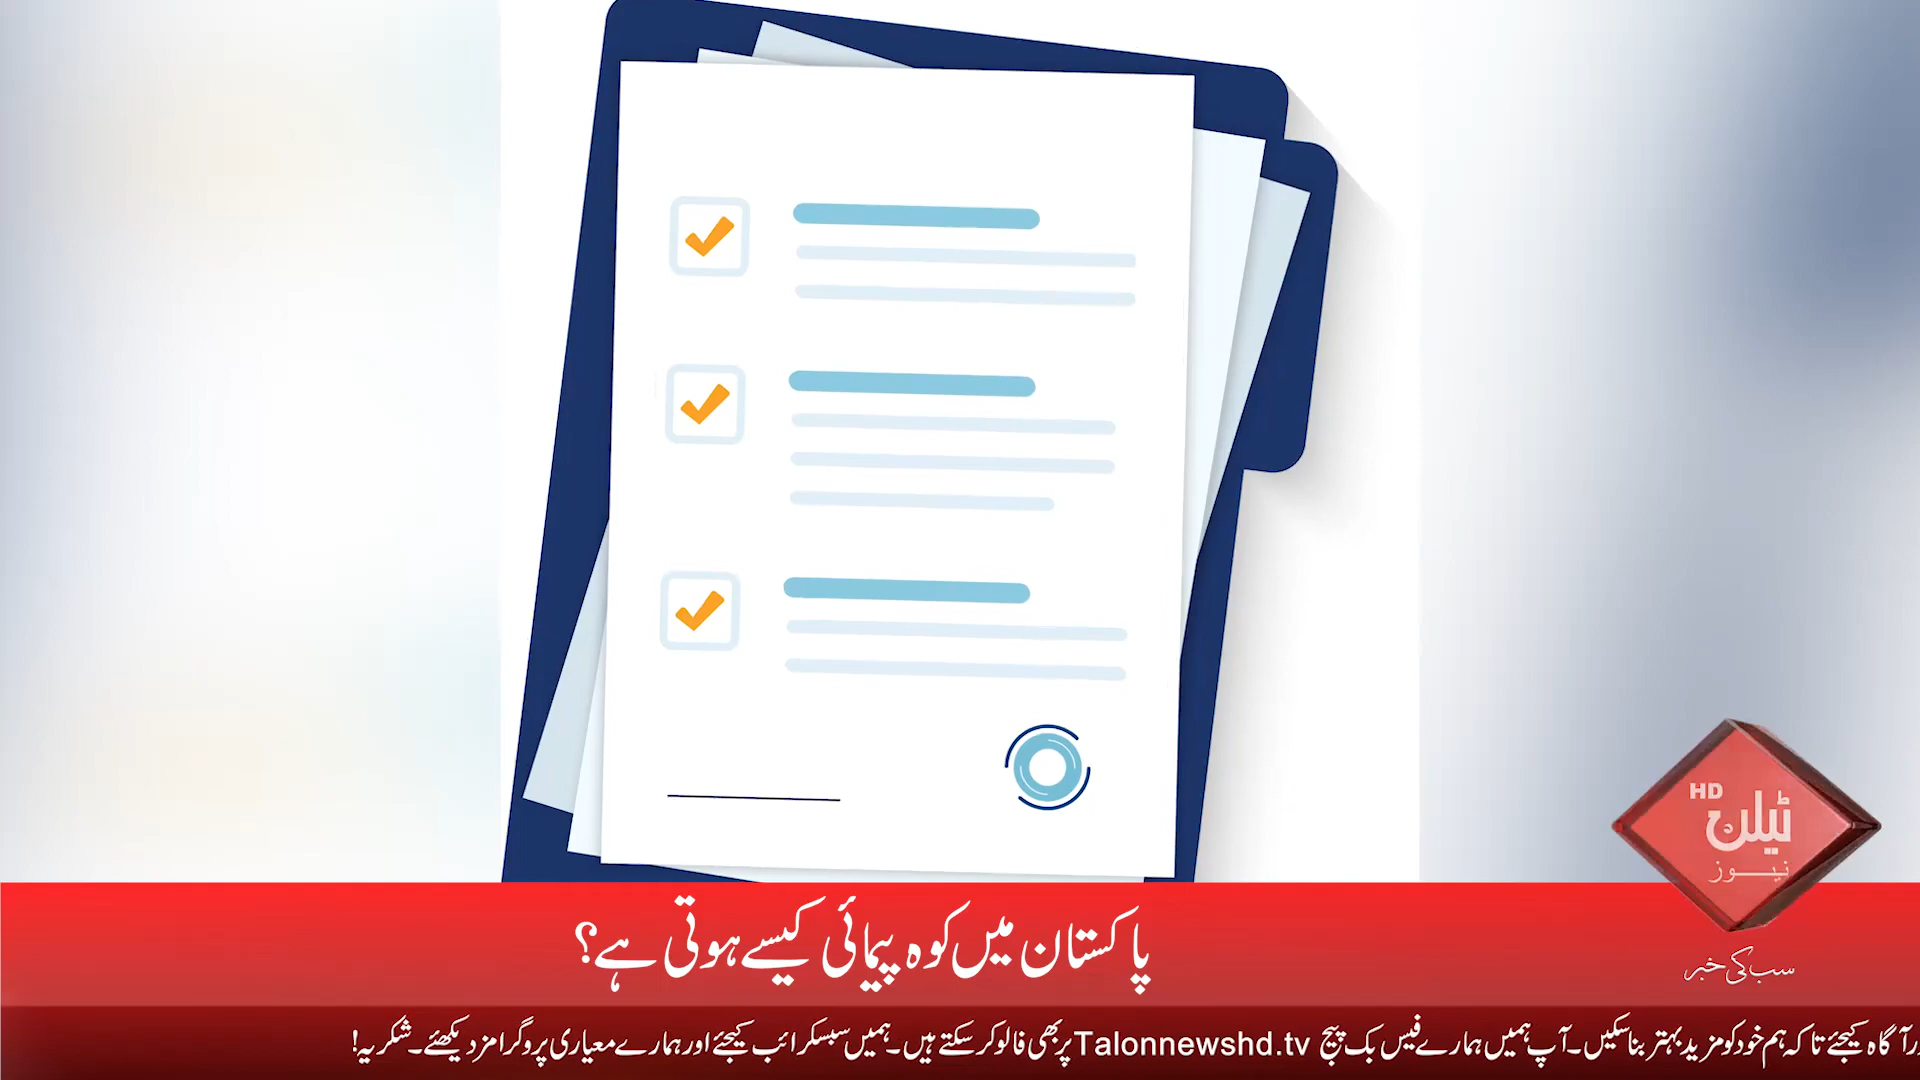 HD
ٹیلن
نیوز
پاکستان میں کوہ پیمائی کیسے ہوتی ہے؟
سب کی خبر
آگاہ کیجئے تاکہ ہم خود کو مزید بہتر بنا سکیں۔ آپ ہمیں ہمارے فیس بک پیج Talonnewshd.tv پر بھی فالو کر سکتے ہیں۔ ہمیں سبسکرائب کیجئے اور ہمارے معیاری پروگرامز دیکھئے۔ شکریہ!